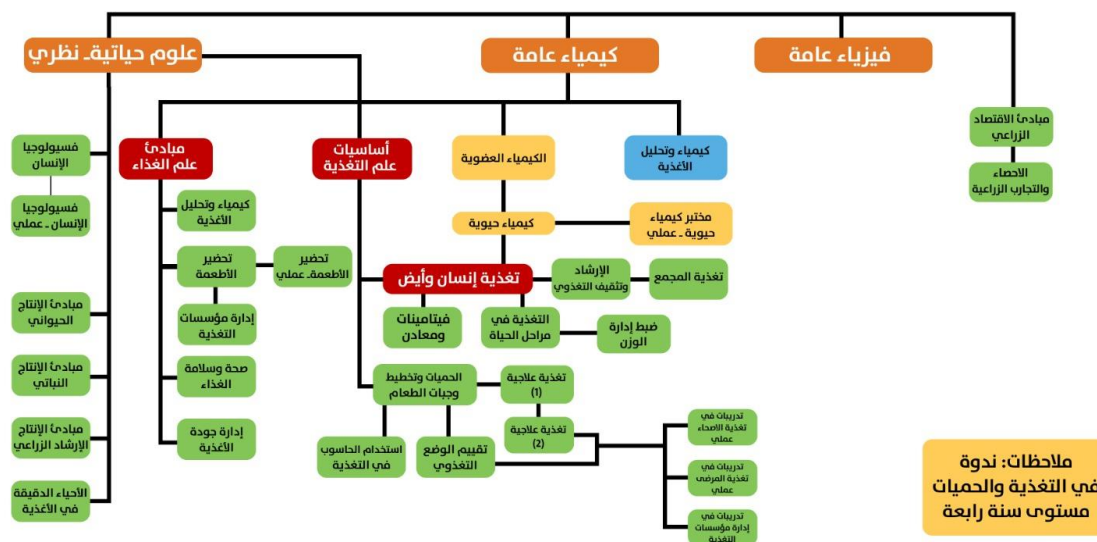 علوم حياتية- نظري
كيمياء عامة
فيزياء عامة
مبادئ الاقتصاد
الزراعي
الاحصاء
والتجارب الزراعية
فسيولوجيا
الإنسان
فسيولوجيا
الإنسان - عملي
مبادئ الإنتاج
الحيواني
مبادئ الإنتاج
النباتي
مبادئ الإنتاج
الإرشاد الزراعي
الأحياء الدقيقة
في الأغذية
مبادئ
علم الغذاء
أساسيات
علم التغذية
الكيمياء العضوية
كيمياء وتحليل
الأغذية
كيمياء وتحليل
الأغذية
كيمياء حيوية
مختبر كيمياء
حيوية - عملي
تحضير
الأطعمة
تحضير
الأطعمة- عملي
إدارة مؤسسات
التغذية
صحة وسلامة
الغذاء
إدارة جودة
الأغذية
تغذية إنسان وأيض
الإرشاد
وتثقيف التغذوي
تغذية المجمع
فيتامينات
ومعادن
التغذية في
مراحل الحياة
ضبط إدارة
الوزن
الحميات وتخطيط
وجبات الطعام
تغذية علاجية
(1)
تغذية علاجية
(2)
استخدام الحاسوب
في التغذية
تقييم الوضع
التغذوي
تدريبات في
تغذية الاصحاء
عملي
تدريبات في
تغذية المرضى
عملي
تدريبات في
إدارة مؤسسات
التغذية
ملاحظات: ندوة
في التغذية والحميات
مستوى سنة رابعة